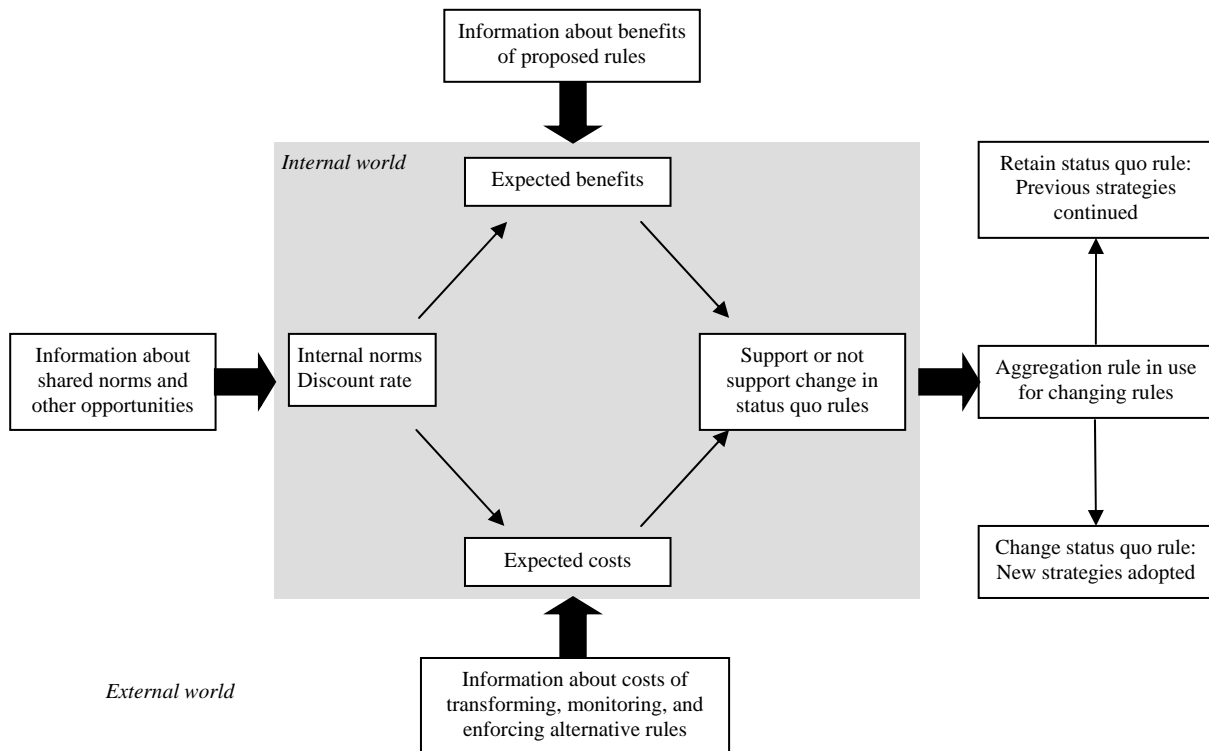 Information about benefits
of proposed rules
Internal world
Expected benefits
Retain status quo rule:
Previous strategies
continued
Information about
shared norms and
other opportunities
Internal norms
Discount rate
Support or not
support change in
status quo rules
Aggregation rule in use
for changing rules
Expected costs
Change status quo rule:
New strategies adopted
External world
Information about costs of
transforming, monitoring, and
enforcing alternative rules